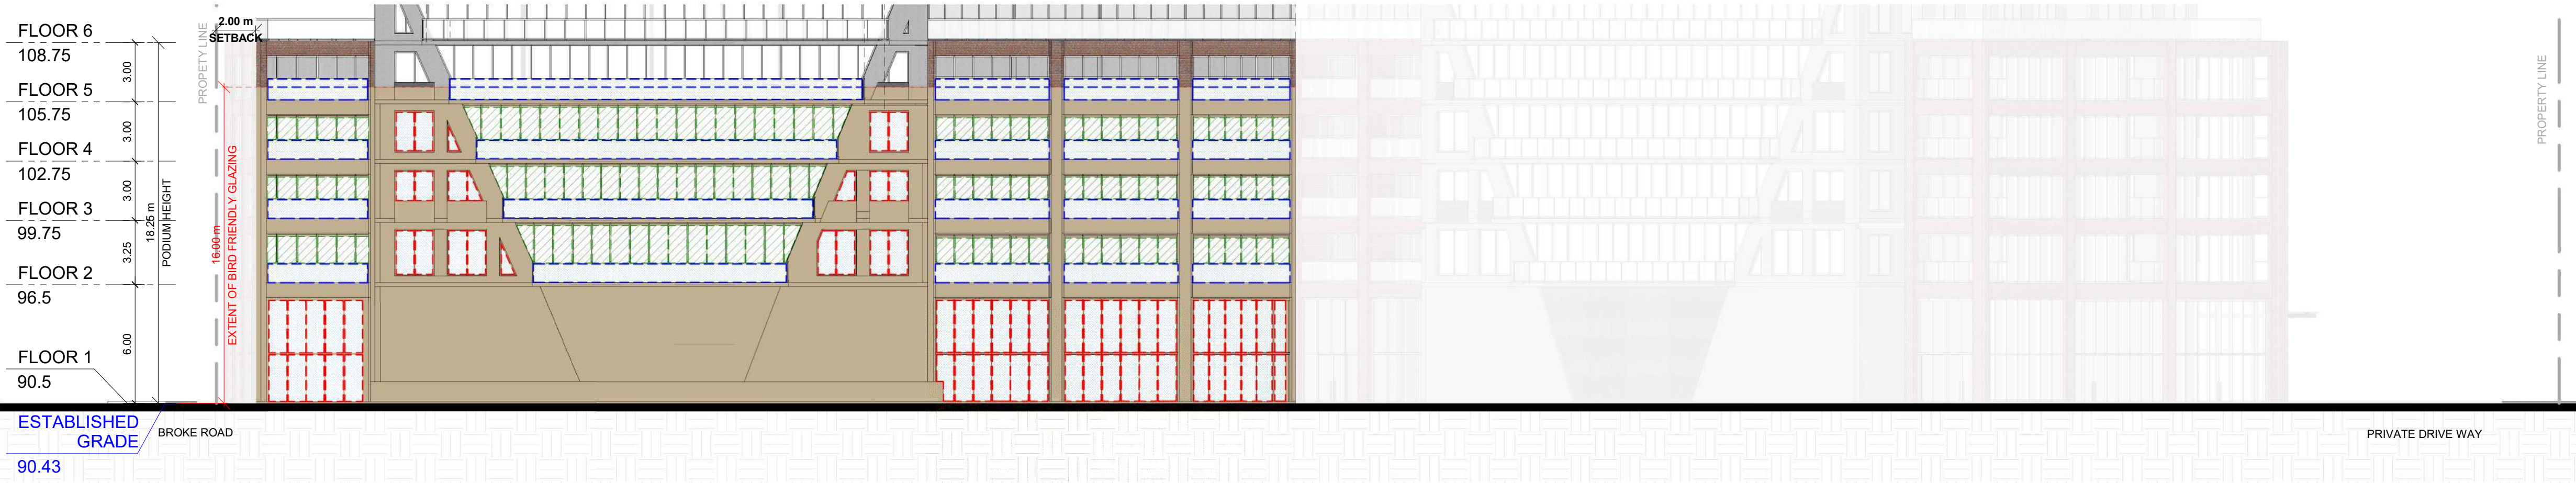 FLOOR 6
108.75
FLOOR 5
105.75
FLOOR 4
102.75
FLOOR 3
99.75
FLOOR 2
96.5
FLOOR 1
90.5
ESTABLISHED
GRADE
90.43
3.00
3.00
3.00
3.25
6.00
18.25 m
PODIUM HEIGHT
PROPETY LINE
2.00 m
SETBACK
16.00 m
EXTENT OF BIRD FRIENDLY GLAZING
BROKE ROAD
PROPERTY LINE
PRIVATE DRIVE WAY